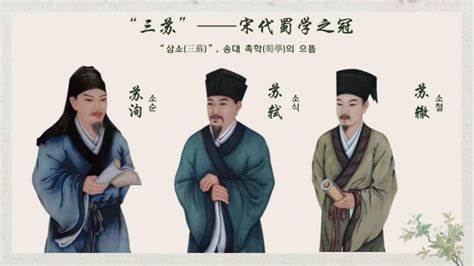 “三苏”——宋代蜀学之冠
“삼소(三蘇)”, 송대 촉학(蜀學)의 으뜸
苏洵
소순
苏轼
소식
苏辙
소철